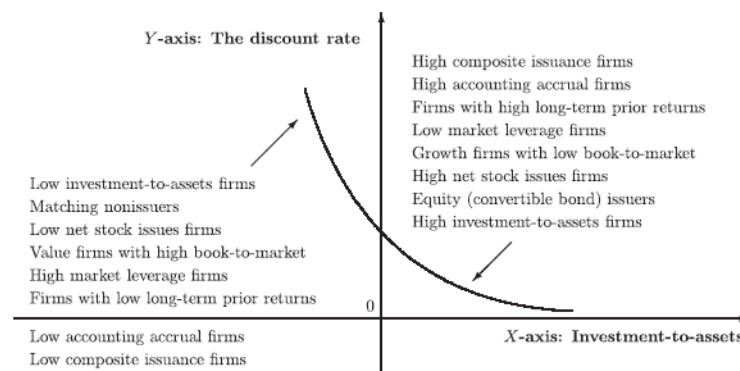 Y-axis: The discount rate
High composite issuance firms
High accounting accrual firms
Firms with high long-term prior returns
Low market leverage firms
Growth firms with low book-to-market
High net stock issues firms
Equity (convertible bond) issuers
High investment-to-assets firms
Low investment-to-assets firms
Matching nonissuers
Low net stock issues firms
Value firms with high book-to-market
High market leverage firms
Firms with low long-term prior returns
0
Low accounting accrual firms
Low composite issuance firms
X-axis: Investment-to-assets